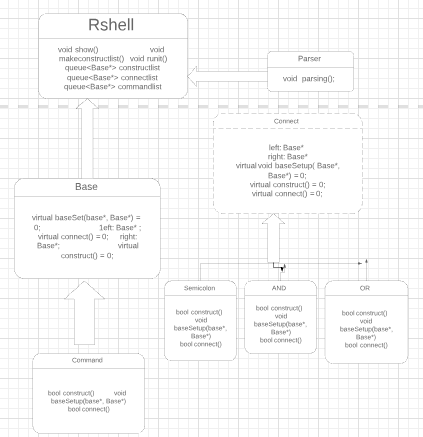 Rshell
void show() void
makeconstructlist() void runit()
queue<Base*> constructlist
queue<Base*> connectlist
queue<Base*> commandlist
Parser
void parsing();
Connect
left: Base*
right: Base*
virtual void baseSetup( Base*,
Base*) = 0;
virtual construct() = 0;
virtual connect() = 0;
Base
virtual baseSet(base*, Base*) =
0; 1left: Base* ;
virtual connect() = 0; right:
Base*; virtual
construct() = 0;
Semicolon
bool construct()
void
baseSetup(base*,
Base*)
bool connect()
AND
bool construct()
void
baseSetup(base*,
Base*)
bool connect()
OR
bool construct()
void
baseSetup(base*,
Base*)
bool connect()
Command
bool construct() void
baseSetup(base*, Base*)
bool connect()